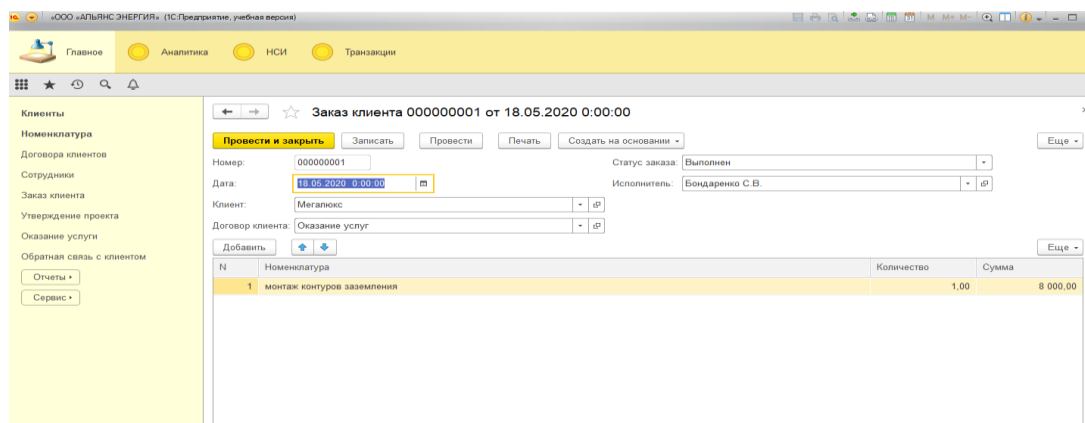 «ООО «АЛЬЯНС ЭНЕРГИЯ» (1С:Предприятие, учебная версия)
M M+ M-
Главное Аналитика НСИ Транзакции
Клиенты
Номенклатура
Договора клиентов
Сотрудники
Заказ клиента
Утверждение проекта
Оказание услуги
Обратная связь с клиентом
Отчеты
Сервис
Заказ клиента 000000001 от 18.05.2020 0:00:00
Провести и закрыть Записать Провести Печать Создать на основании Еще
Номер: 000000001 Статус заказа: Выполнен
Дата: 18.05.2020 0:00:00 Исполнитель: Бондаренко С.В.
Клиент: Мегалюкс
Договор клиента: Оказание услуг
Добавить Еще
N Номенклатура Количество Сумма
1 монтаж контуров заземления 1,00 8 000,00